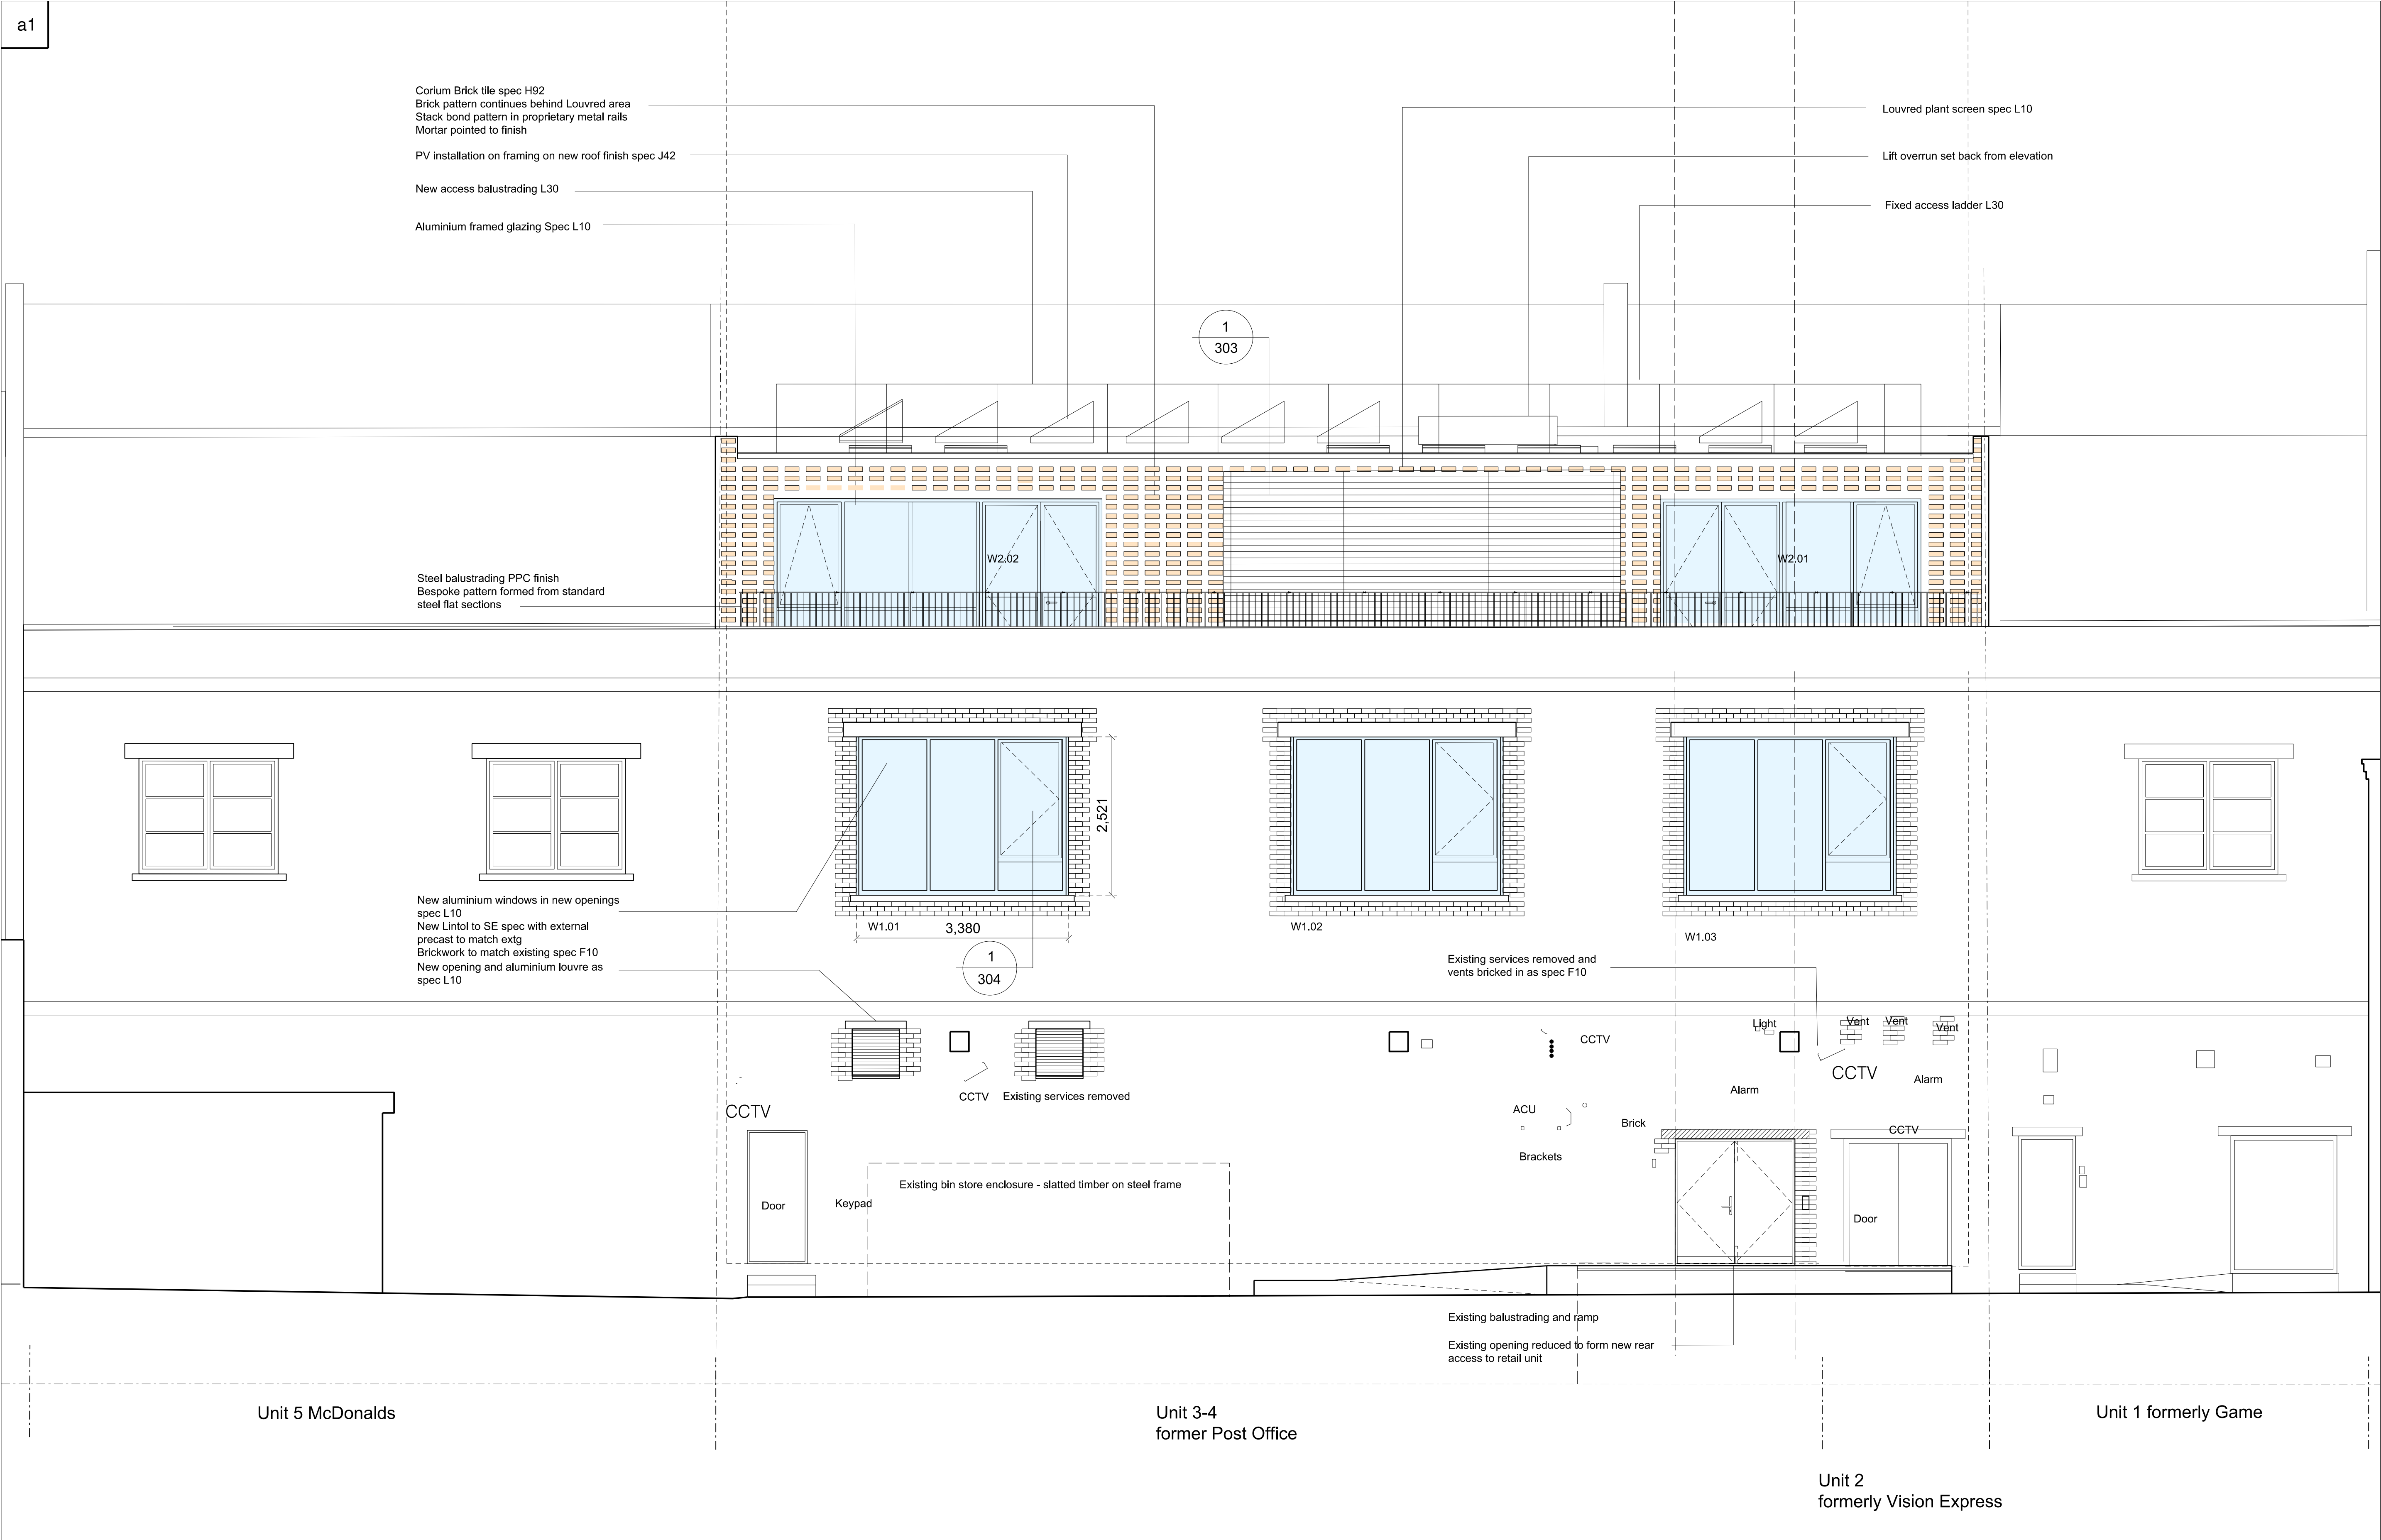 a1
Corium Brick tile spec H92
Brick pattern continues behind Louvred area
Stack bond pattern in proprietary metal rails
Mortar pointed to finish
PV installation on framing on new roof finish spec J42
New access balustrading L30
Aluminium framed glazing Spec L10
Louvred plant screen spec L10
Lift overrun set back from elevation
Fixed access ladder L30
1
303
W2.02
W2.01
Steel balustrading PPC finish
Bespoke pattern formed from standard
steel flat sections
2,521
New aluminium windows in new openings
spec L10
New Lintol to SE spec with external
precast to match extg
Brickwork to match existing spec F10
New opening and aluminium louvre as
spec L10
W1.01
3,380
W1.02
W1.03
1
304
Existing services removed and
vents bricked in as spec F10
Light
Vent
Vent
Vent
CCTV
CCTV
Alarm
Alarm
CCTV
CCTV
Existing services removed
ACU
Brick
CCTV
Brackets
Existing bin store enclosure - slatted timber on steel frame
Door
Keypad
Door
Existing balustrading and ramp
Existing opening reduced to form new rear
access to retail unit
Unit 5 McDonalds
Unit 3-4
former Post Office
Unit 1 formerly Game
Unit 2
formerly Vision Express